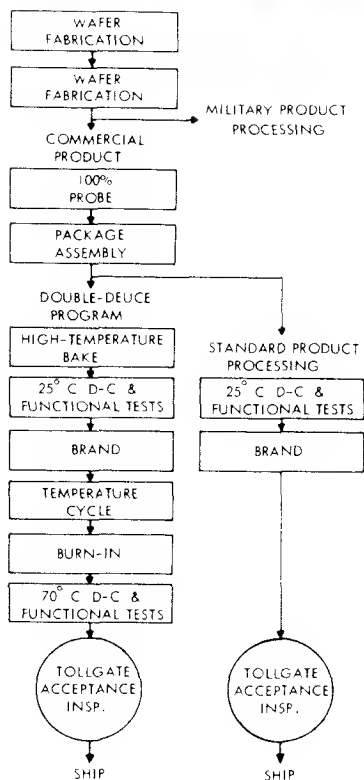 WAFER
FABRICATION
WAFER
FABRICATION
MILITARY PRODUCT
PROCESSING
COMMERCIAL
PRODUCT
100%
PROBE
PACKAGE
ASSEMBLY
DOUBLE-DEUCE
PROGRAM
HIGH-TEMPERATURE
BAKE
25° C D-C &
FUNCTIONAL TESTS
BRAND
TEMPERATURE
CYCLE
BURN-IN
70° C D-C &
FUNCTIONAL TESTS
TOLLGATE
ACCEPTANCE
INSP.
SHIP
STANDARD PRODUCT
PROCESSING
25° C D-C &
FUNCTIONAL TESTS
BRAND
TOLLGATE
ACCEPTANCE
INSP.
SHIP